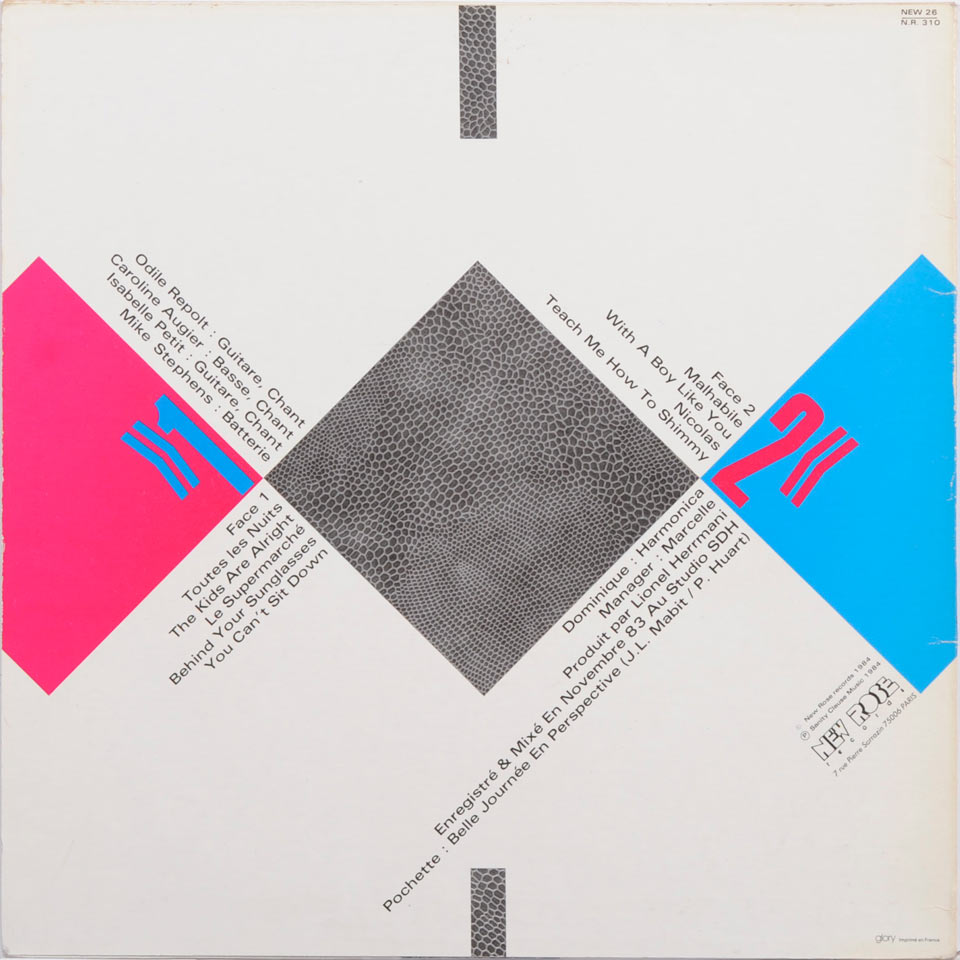 NEW 26
N.R. 310
Odile Repolt : Guitare, Chant
Caroline Augier : Basse, Chant
Isabelle Petit : Guitare, Chant
Mike Stephens : Batterie
1
Face 1
Toutes les Nuits
The Kids Are Alright
Le Supermarché
Behind Your Sunglasses
You Can't Sit Down
Face 2
Malhabile
With A Boy Like You
Nicolas
Teach Me How To Shimmy
2
Dominique : Harmonica
Manager : Marcelle
Produit par Lionel Herrmani
Enregistré & Mixé En Novembre 83 Au Studio SDH
Pochette : Belle Journée En Perspective (J.L. Mabit / P. Huart)
© New Rose records 1984
℗ Sanity Clause Music 1984
NEW ROSE
records
7 rue Pierre Sarrazin 75006 PARIS
glory Imprimé en France